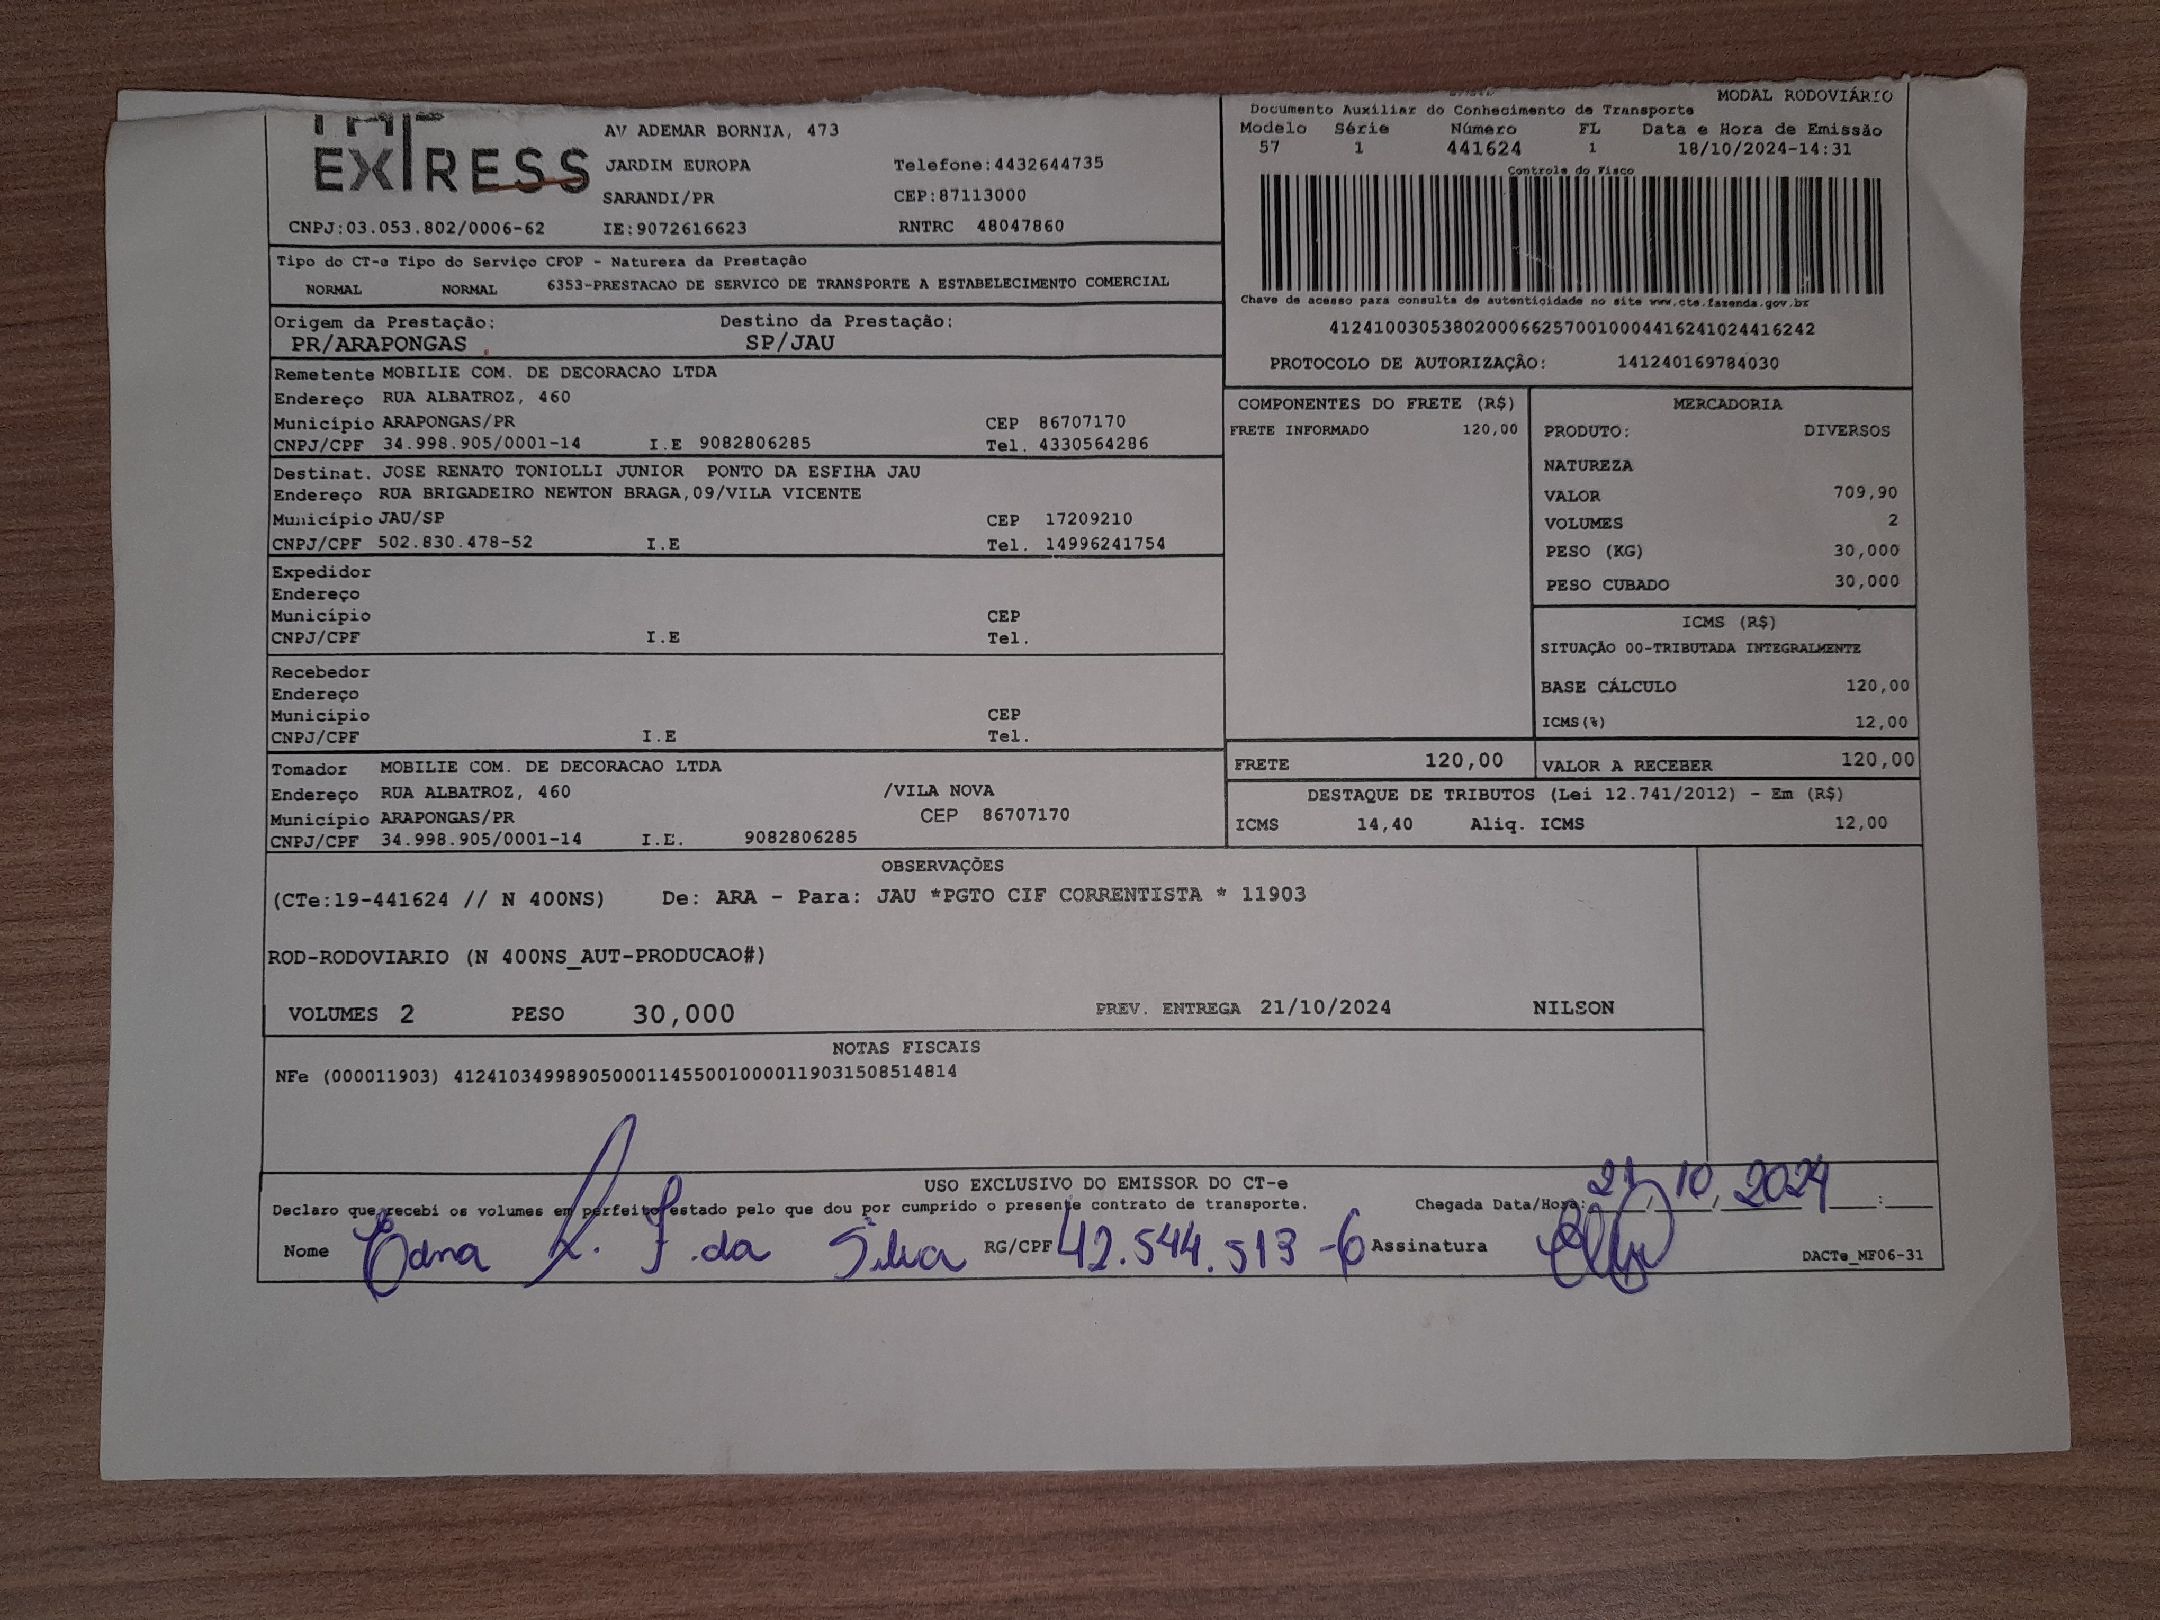 EXPRESS
AV ADEMAR BORNIA, 473
JARDIM EUROPA Telefone:4432644735
SARANDI/PR CEP:87113000
CNPJ:03.053.802/0006-62 IE:9072616623 RNTRC 48047860
MODAL RODOVIÁRIO
Documento Auxiliar do Conhecimento de Transporte
Modelo Série Número FL Data e Hora de Emissão
57 1 441624 1 18/10/2024-14:31
Controle do Fisco
Chave de acesso para consulta de autenticidade no site www.cte.fazenda.gov.br
41241003053802000662570010004416241024416242
PROTOCOLO DE AUTORIZAÇÃO: 141240169784030
Tipo do CT-e Tipo do Serviço CFOP - Natureza da Prestação
NORMAL NORMAL 6353-PRESTACAO DE SERVICO DE TRANSPORTE A ESTABELECIMENTO COMERCIAL
Origem da Prestação: Destino da Prestação:
PR/ARAPONGAS SP/JAU
Remetente MOBILIE COM. DE DECORACAO LTDA
Endereço RUA ALBATROZ, 460
Município ARAPONGAS/PR CEP 86707170
CNPJ/CPF 34.998.905/0001-14 I.E 9082806285 Tel. 4330564286
Destinat. JOSE RENATO TONIOLLI JUNIOR PONTO DA ESFIHA JAU
Endereço RUA BRIGADEIRO NEWTON BRAGA,09/VILA VICENTE
Município JAU/SP CEP 17209210
CNPJ/CPF 502.830.478-52 I.E Tel. 14996241754
Expedidor
Endereço
Município CEP
CNPJ/CPF I.E Tel.
Recebedor
Endereço
Município CEP
CNPJ/CPF I.E Tel.
Tomador MOBILIE COM. DE DECORACAO LTDA
Endereço RUA ALBATROZ, 460 /VILA NOVA
Município ARAPONGAS/PR CEP 86707170
CNPJ/CPF 34.998.905/0001-14 I.E. 9082806285
COMPONENTES DO FRETE (R$)
FRETE INFORMADO 120,00
MERCADORIA
PRODUTO: DIVERSOS
NATUREZA
VALOR 709,90
VOLUMES 2
PESO (KG) 30,000
PESO CUBADO 30,000
ICMS (R$)
SITUAÇÃO 00-TRIBUTADA INTEGRALMENTE
BASE CÁLCULO 120,00
ICMS(%) 12,00
FRETE 120,00 VALOR A RECEBER 120,00
DESTAQUE DE TRIBUTOS (Lei 12.741/2012) - Em (R$)
ICMS 14,40 Aliq. ICMS 12,00
OBSERVAÇÕES
(CTe:19-441624 // N 400NS) De: ARA - Para: JAU *PGTO CIF CORRENTISTA * 11903
ROD-RODOVIARIO (N 400NS_AUT-PRODUCAO#)
VOLUMES 2 PESO 30,000 PREV. ENTREGA 21/10/2024 NILSON
NOTAS FISCAIS
NFe (000011903) 41241034998905000114550010000119031508514814
USO EXCLUSIVO DO EMISSOR DO CT-e
Declaro que recebi os volumes em perfeito estado pelo que dou por cumprido o presente contrato de transporte. Chegada Data/Hora: 21, 10, 2024 :
Nome Edna da Silva RG/CPF 42.544.513-6 Assinatura
DACTe_MF06-31